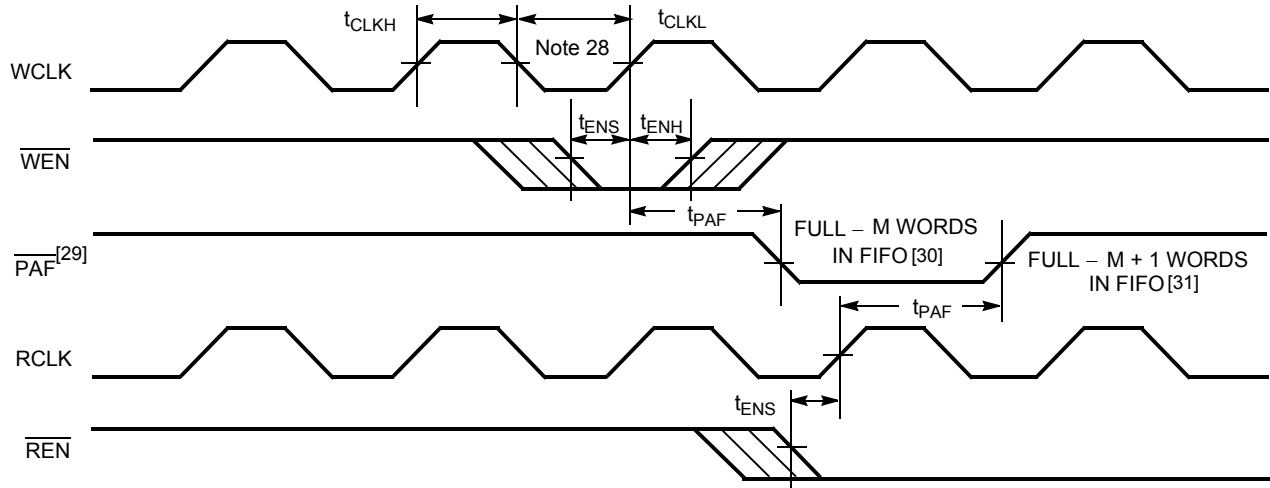 tCLKH
tCLKL
Note 28
WCLK
tENS
tENH
WEN
tPAF
FULL – M WORDS
IN FIFO [30]
PAF[29]
FULL – M + 1 WORDS
IN FIFO [31]
tPAF
RCLK
tENS
REN